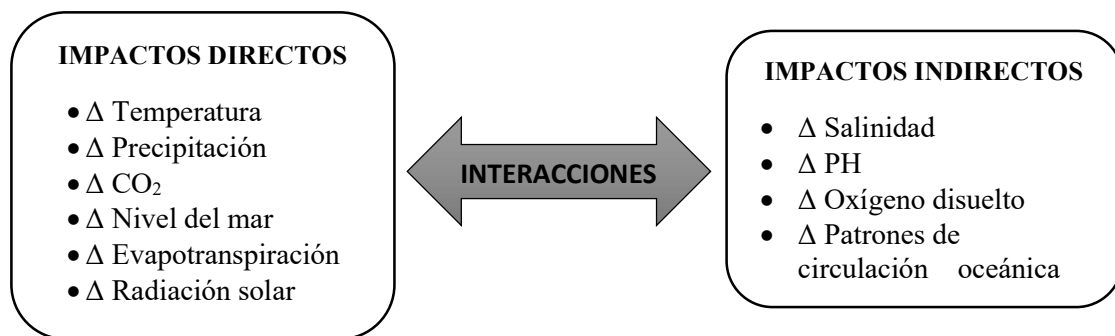 IMPACTOS DIRECTOS
• Δ Temperatura
• Δ Precipitación
• Δ CO₂
• Δ Nivel del mar
• Δ Evapotranspiración
• Δ Radiación solar
INTERACCIONES
IMPACTOS INDIRECTOS
• Δ Salinidad
• Δ PH
• Δ Oxígeno disuelto
• Δ Patrones de
circulación oceánica